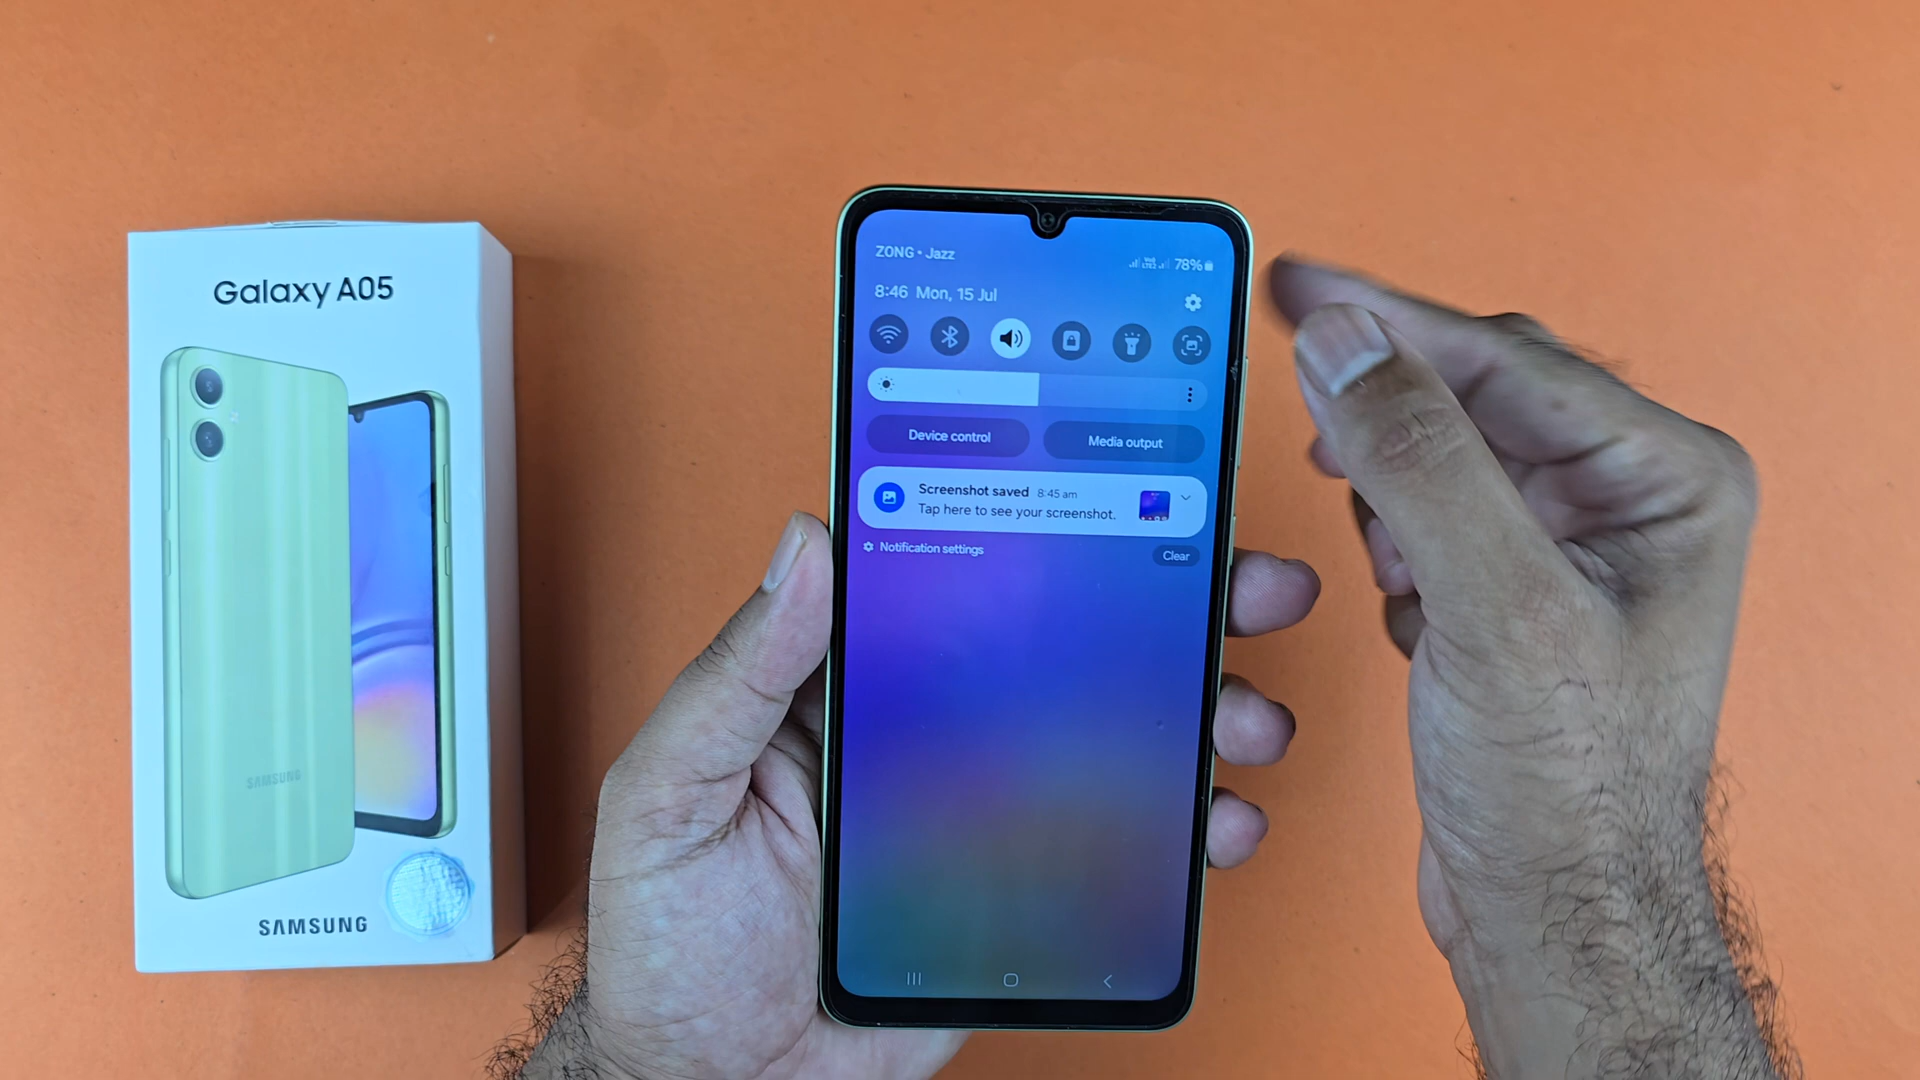 Galaxy A05
SAMSUNG
SAMSUNG
ZONG • Jazz
78%
8:46 Mon, 15 Jul
Device control
Media output
Screenshot saved 8:45 am
Tap here to see your screenshot.
Notification settings
Clear